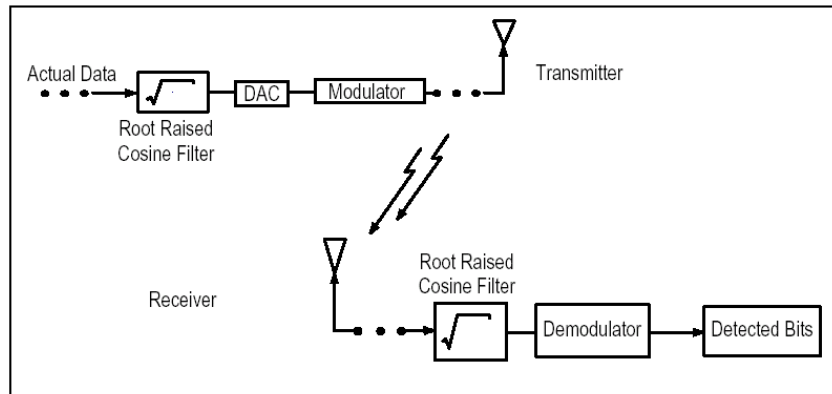 Actual Data
DAC
Modulator
Transmitter
Root Raised
Cosine Filter
Receiver
Root Raised
Cosine Filter
Demodulator
Detected Bits